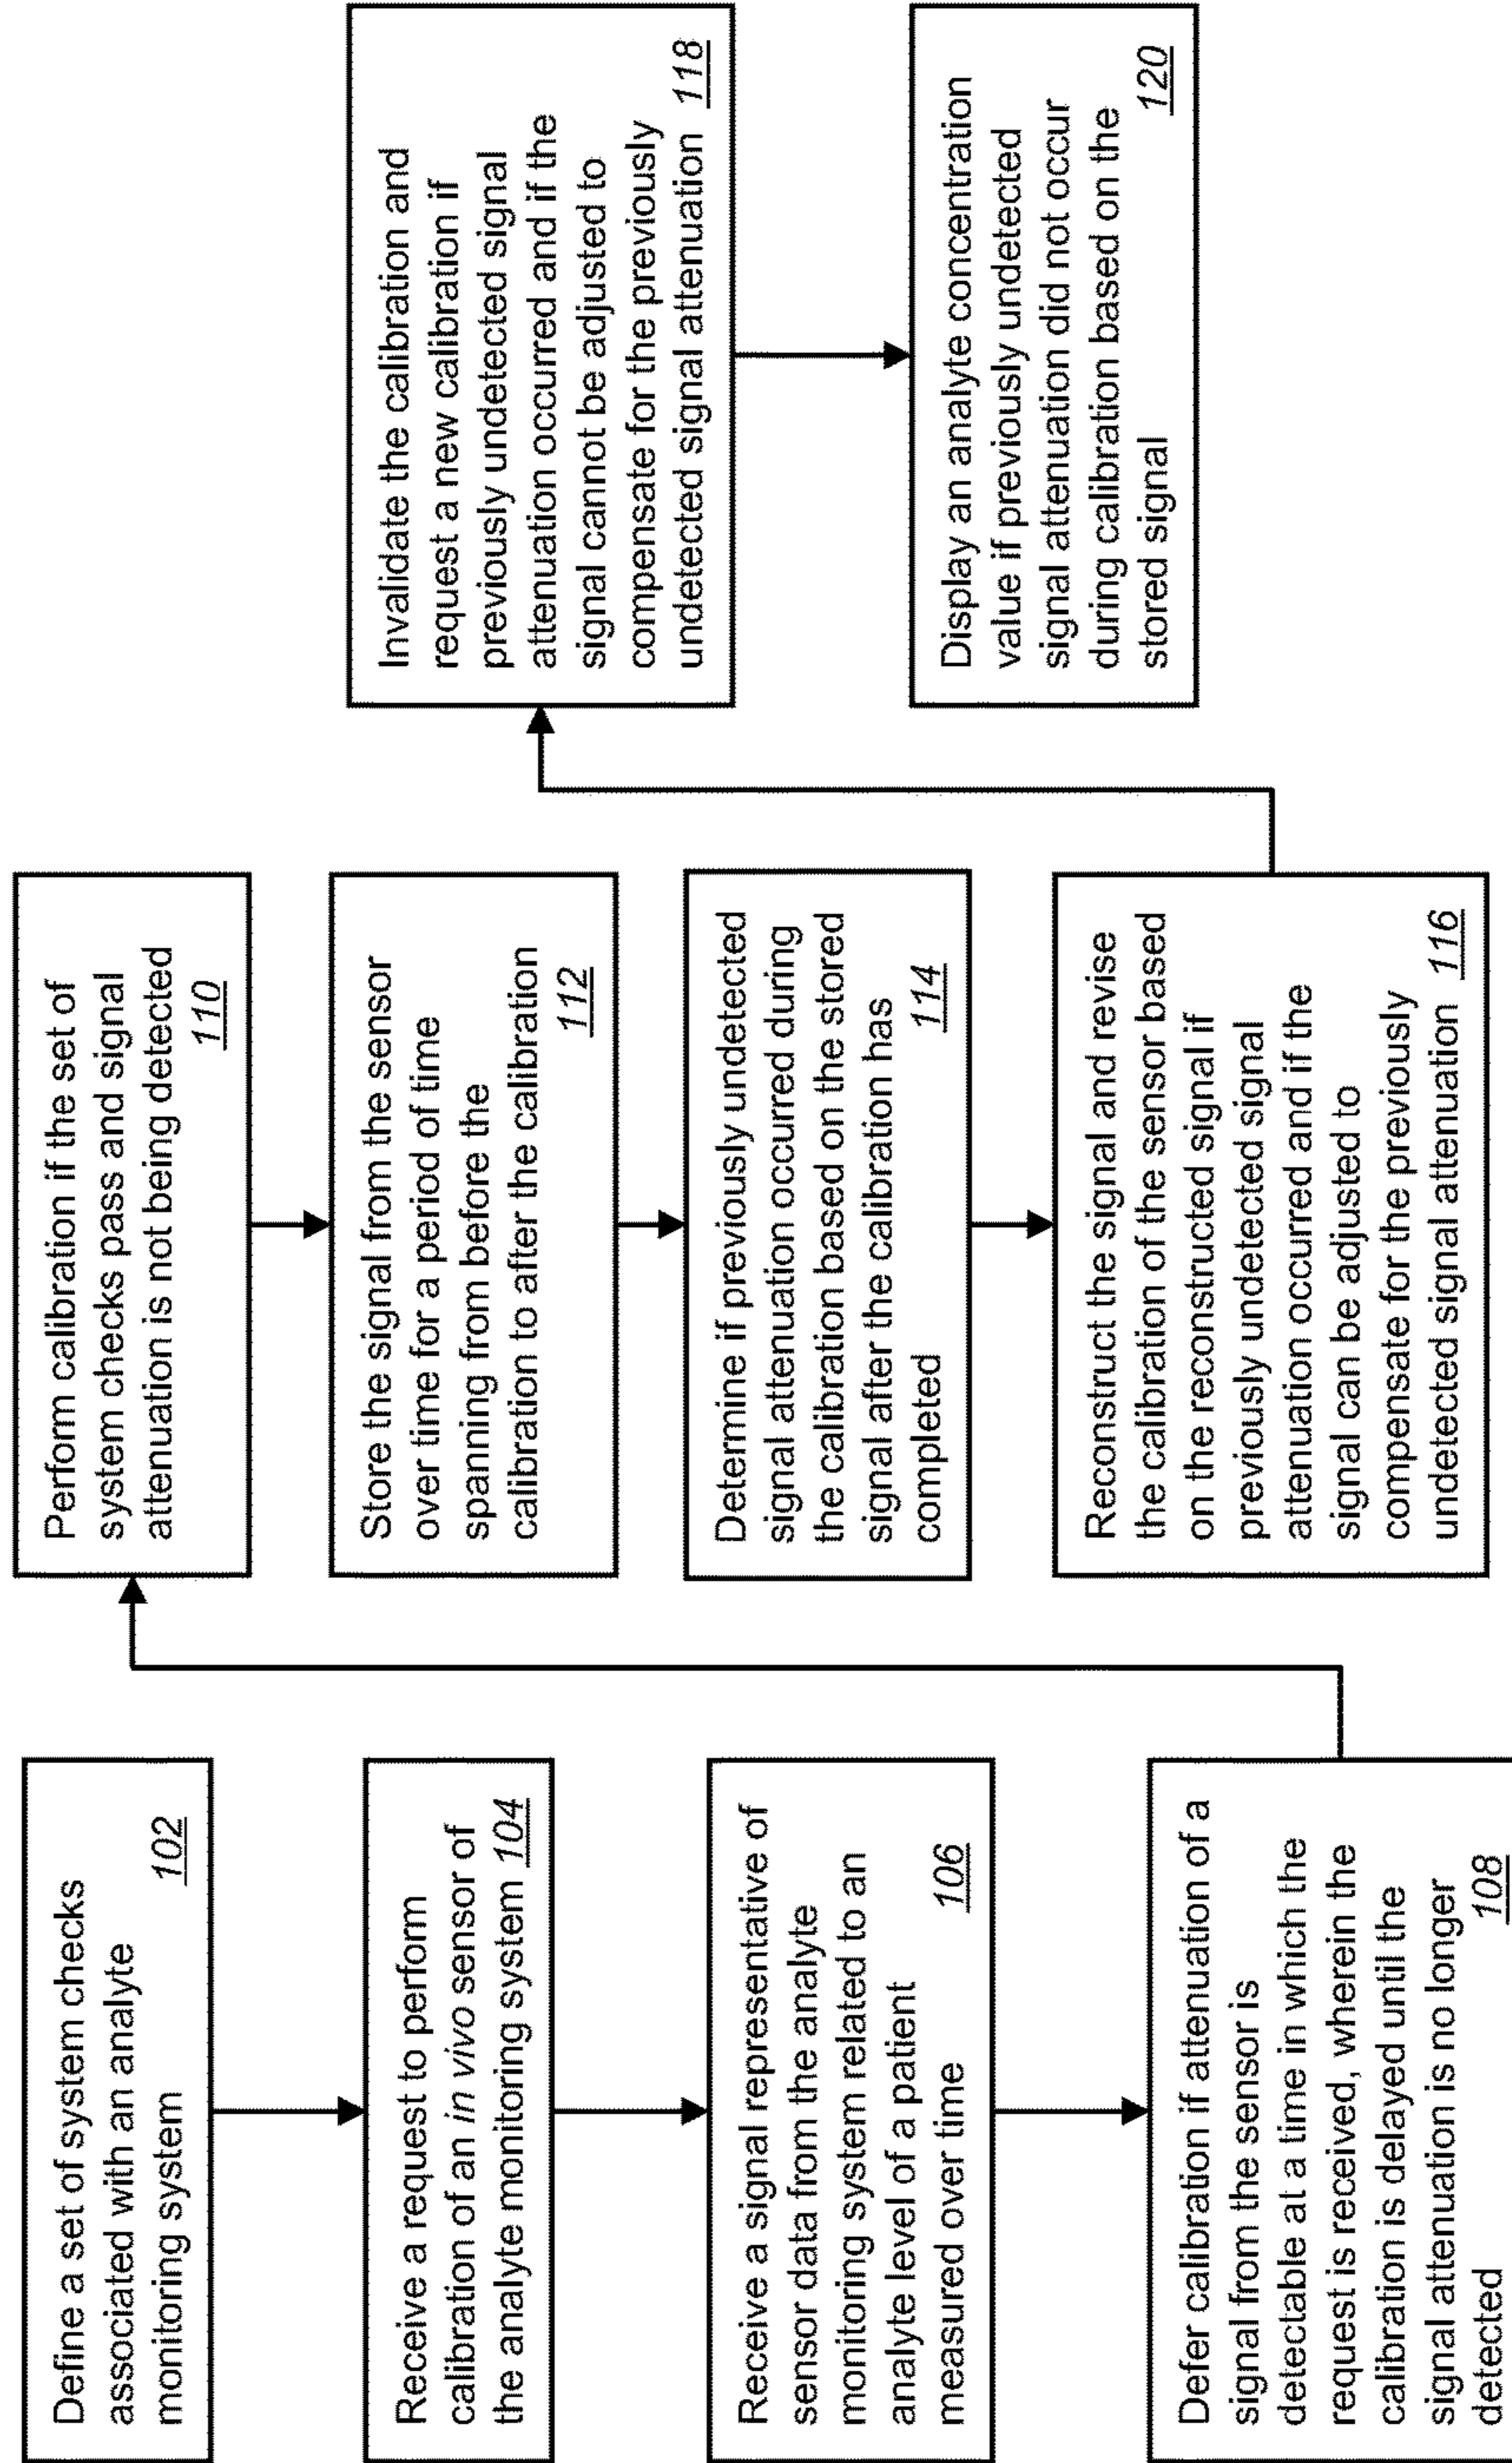 Define a set of system checks
associated with an analyte
monitoring system 102
Receive a request to perform
calibration of an in vivo sensor of
the analyte monitoring system 104
Receive a signal representative of
sensor data from the analyte
monitoring system related to an
analyte level of a patient
measured over time 106
Defer calibration if attenuation of a
signal from the sensor is
detectable at a time in which the
request is received, wherein the
calibration is delayed until the
signal attenuation is no longer
detected 108
Perform calibration if the set of
system checks pass and signal
attenuation is not being detected
110
Store the signal from the sensor
over time for a period of time
spanning from before the
calibration to after the calibration
112
Determine if previously undetected
signal attenuation occurred during
the calibration based on the stored
signal after the calibration has
completed 114
Reconstruct the signal and revise
the calibration of the sensor based
on the reconstructed signal if
previously undetected signal
attenuation occurred and if the
signal can be adjusted to
compensate for the previously
undetected signal attenuation 116
Invalidate the calibration and
request a new calibration if
previously undetected signal
attenuation occurred and if the
signal cannot be adjusted to
compensate for the previously
undetected signal attenuation 118
Display an analyte concentration
value if previously undetected
signal attenuation did not occur
during calibration based on the
stored signal 120